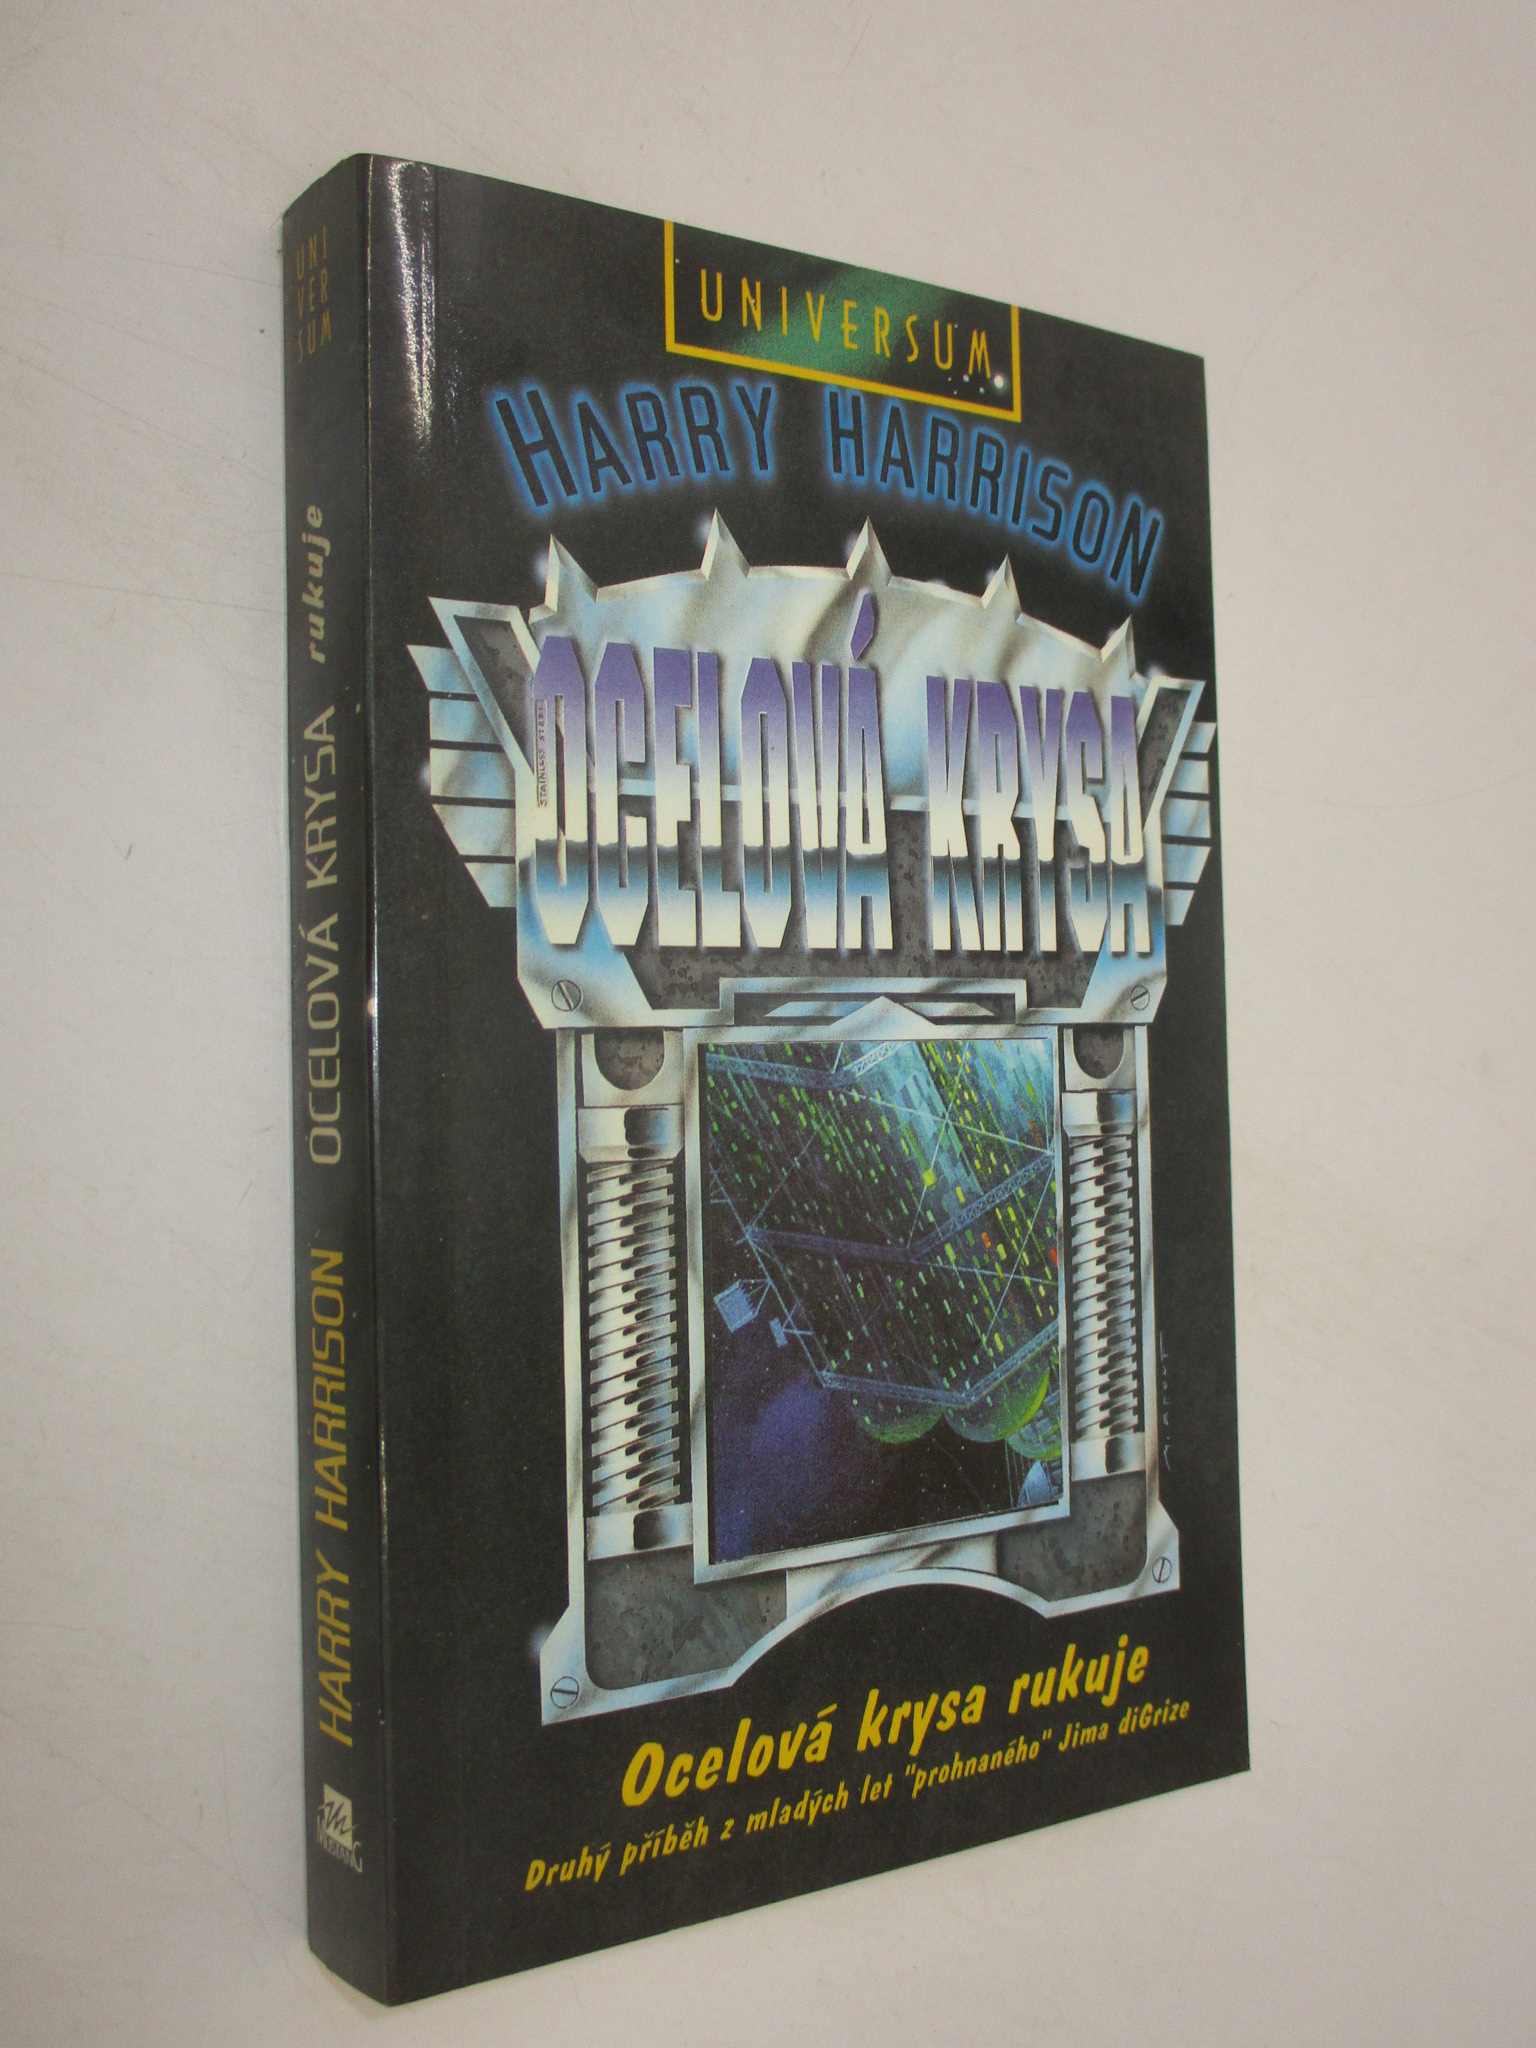 UNIVERSUM
HARRY HARRISON
OCELOVÁ KRYSA
STAINLESS STEEL
Ocelová krysa rukuje
Druhý příběh z mladých let "prohnaného" Jima diGrize
UNI
VER
SUM
HARRY HARRISON OCELOVÁ KRYSA rukuje
MUSTANG